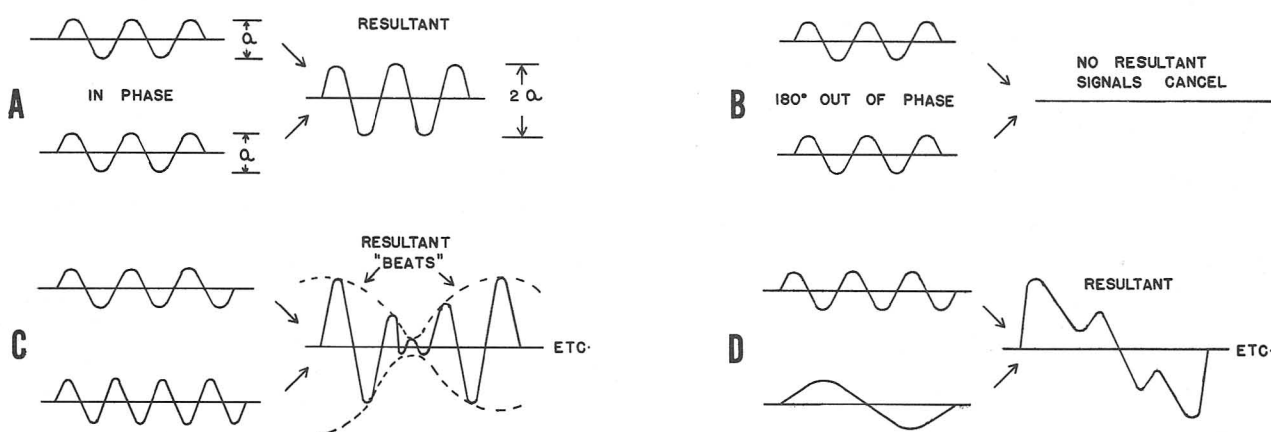 a
RESULTANT
A
IN PHASE
2 a
a
B
180° OUT OF PHASE
NO RESULTANT
SIGNALS CANCEL
C
RESULTANT
"BEATS"
ETC.
D
RESULTANT
ETC.